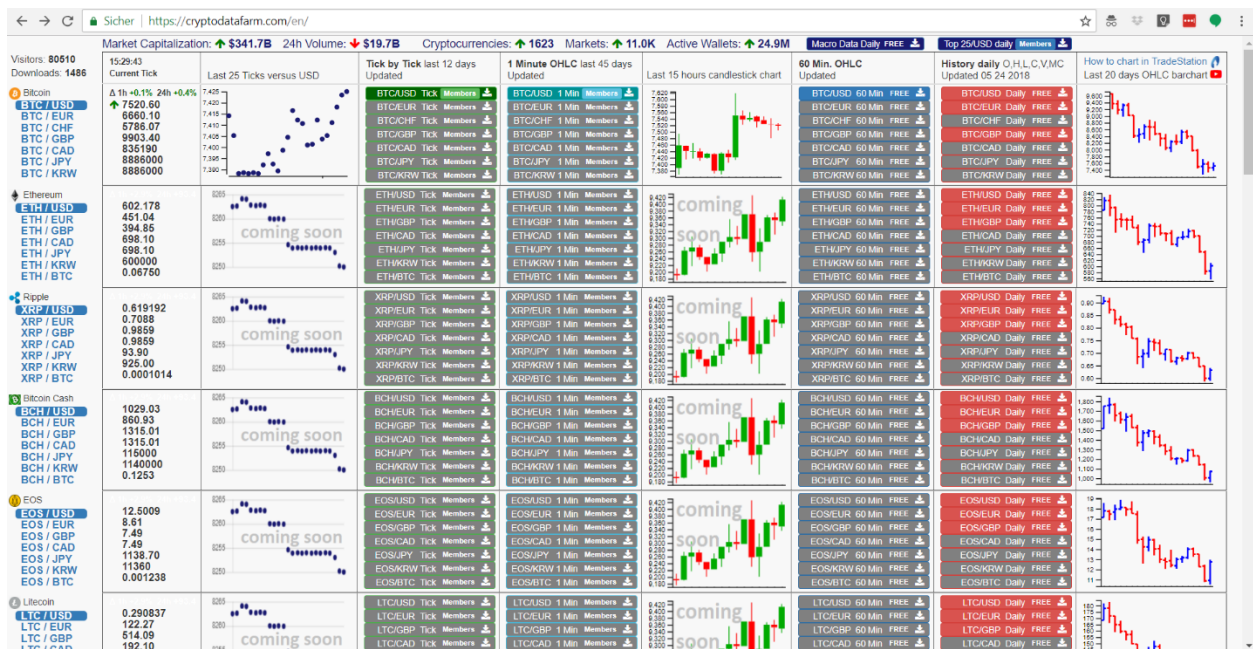 Sicher | https://cryptodatafarm.com/en/
Market Capitalization: $341.7B 24h Volume: $19.7B Cryptocurrencies: 1623 Markets: 11.0K Active Wallets: 24.9M Macro Data Daily FREE Top 25/USD daily Members
Visitors: 80510
Downloads: 1486
15:29:43
Current Tick
Last 25 Ticks versus USD
Tick by Tick last 12 days
Updated
1 Minute OHLC last 45 days
Updated
Last 15 hours candlestick chart
60 Min. OHLC
Updated
History daily O,H,L,C,V,MC
Updated 05 24 2018
How to chart in TradeStation
Last 20 days OHLC barchart
Bitcoin Δ 1h +0.1% 24h +0.4%
BTC / USD 7520.60 BTC/USD Tick Members BTC/USD 1 Min Members BTC/USD 60 Min FREE BTC/USD Daily FREE
BTC / EUR 6660.10 BTC/EUR Tick Members BTC/EUR 1 Min Members BTC/EUR 60 Min FREE BTC/EUR Daily FREE
BTC / CHF 5786.07 BTC/CHF Tick Members BTC/CHF 1 Min Members BTC/CHF 60 Min FREE BTC/CHF Daily FREE
BTC / GBP 9903.40 BTC/GBP Tick Members BTC/GBP 1 Min Members BTC/GBP 60 Min FREE BTC/GBP Daily FREE
BTC / CAD 835190 BTC/CAD Tick Members BTC/CAD 1 Min Members BTC/CAD 60 Min FREE BTC/CAD Daily FREE
BTC / JPY 8886000 BTC/JPY Tick Members BTC/JPY 1 Min Members BTC/JPY 60 Min FREE BTC/JPY Daily FREE
BTC / KRW 8886000 BTC/KRW Tick Members BTC/KRW 1 Min Members BTC/KRW 60 Min FREE BTC/KRW Daily FREE
Ethereum
ETH / USD 602.178 ETH/USD Tick Members ETH/USD 1 Min Members ETH/USD 60 Min FREE ETH/USD Daily FREE
ETH / EUR 451.04 ETH/EUR Tick Members ETH/EUR 1 Min Members ETH/EUR 60 Min FREE ETH/EUR Daily FREE
ETH / GBP 394.85 ETH/GBP Tick Members ETH/GBP 1 Min Members ETH/GBP 60 Min FREE ETH/GBP Daily FREE
ETH / CAD 698.10 coming soon ETH/CAD Tick Members ETH/CAD 1 Min Members coming soon ETH/CAD 60 Min FREE ETH/CAD Daily FREE
ETH / JPY 698.10 ETH/JPY Tick Members ETH/JPY 1 Min Members ETH/JPY 60 Min FREE ETH/JPY Daily FREE
ETH / KRW 600000 ETH/KRW Tick Members ETH/KRW 1 Min Members ETH/KRW 60 Min FREE ETH/KRW Daily FREE
ETH / BTC 0.06750 ETH/BTC Tick Members ETH/BTC 1 Min Members ETH/BTC 60 Min FREE ETH/BTC Daily FREE
Ripple
XRP / USD 0.619192 XRP/USD Tick Members XRP/USD 1 Min Members XRP/USD 60 Min FREE XRP/USD Daily FREE
XRP / EUR 0.7088 XRP/EUR Tick Members XRP/EUR 1 Min Members XRP/EUR 60 Min FREE XRP/EUR Daily FREE
XRP / GBP 0.9859 XRP/GBP Tick Members XRP/GBP 1 Min Members XRP/GBP 60 Min FREE XRP/GBP Daily FREE
XRP / CAD 0.9859 coming soon XRP/CAD Tick Members XRP/CAD 1 Min Members coming soon XRP/CAD 60 Min FREE XRP/CAD Daily FREE
XRP / JPY 93.90 XRP/JPY Tick Members XRP/JPY 1 Min Members XRP/JPY 60 Min FREE XRP/JPY Daily FREE
XRP / KRW 925.00 XRP/KRW Tick Members XRP/KRW 1 Min Members XRP/KRW 60 Min FREE XRP/KRW Daily FREE
XRP / BTC 0.0001014 XRP/BTC Tick Members XRP/BTC 1 Min Members XRP/BTC 60 Min FREE XRP/BTC Daily FREE
Bitcoin Cash
BCH / USD 1029.03 BCH/USD Tick Members BCH/USD 1 Min Members BCH/USD 60 Min FREE BCH/USD Daily FREE
BCH / EUR 860.93 BCH/EUR Tick Members BCH/EUR 1 Min Members BCH/EUR 60 Min FREE BCH/EUR Daily FREE
BCH / GBP 1315.01 BCH/GBP Tick Members BCH/GBP 1 Min Members BCH/GBP 60 Min FREE BCH/GBP Daily FREE
BCH / CAD 1315.01 coming soon BCH/CAD Tick Members BCH/CAD 1 Min Members coming soon BCH/CAD 60 Min FREE BCH/CAD Daily FREE
BCH / JPY 115000 BCH/JPY Tick Members BCH/JPY 1 Min Members BCH/JPY 60 Min FREE BCH/JPY Daily FREE
BCH / KRW 1140000 BCH/KRW Tick Members BCH/KRW 1 Min Members BCH/KRW 60 Min FREE BCH/KRW Daily FREE
BCH / BTC 0.1253 BCH/BTC Tick Members BCH/BTC 1 Min Members BCH/BTC 60 Min FREE BCH/BTC Daily FREE
EOS
EOS / USD 12.5009 EOS/USD Tick Members EOS/USD 1 Min Members EOS/USD 60 Min FREE EOS/USD Daily FREE
EOS / EUR 8.61 EOS/EUR Tick Members EOS/EUR 1 Min Members EOS/EUR 60 Min FREE EOS/EUR Daily FREE
EOS / GBP 7.49 EOS/GBP Tick Members EOS/GBP 1 Min Members EOS/GBP 60 Min FREE EOS/GBP Daily FREE
EOS / CAD 7.49 coming soon EOS/CAD Tick Members EOS/CAD 1 Min Members coming soon EOS/CAD 60 Min FREE EOS/CAD Daily FREE
EOS / JPY 1138.70 EOS/JPY Tick Members EOS/JPY 1 Min Members EOS/JPY 60 Min FREE EOS/JPY Daily FREE
EOS / KRW 11360 EOS/KRW Tick Members EOS/KRW 1 Min Members EOS/KRW 60 Min FREE EOS/KRW Daily FREE
EOS / BTC 0.001238 EOS/BTC Tick Members EOS/BTC 1 Min Members EOS/BTC 60 Min FREE EOS/BTC Daily FREE
Litecoin
LTC / USD 0.290837 LTC/USD Tick Members LTC/USD 1 Min Members LTC/USD 60 Min FREE LTC/USD Daily FREE
LTC / EUR 122.27 LTC/EUR Tick Members LTC/EUR 1 Min Members LTC/EUR 60 Min FREE LTC/EUR Daily FREE
LTC / GBP 514.09 LTC/GBP Tick Members LTC/GBP 1 Min Members LTC/GBP 60 Min FREE LTC/GBP Daily FREE
LTC / CAD 192.10 coming soon LTC/CAD Tick Members LTC/CAD 1 Min Members coming soon LTC/CAD 60 Min FREE LTC/CAD Daily FREE